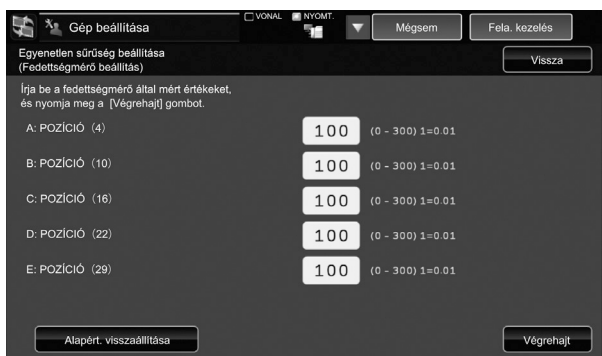 Gép beállítása
VONAL
NYOMT.
Mégsem
Fela. kezelés
Egyenetlen sűrűség beállítása
(Fedettségmérő beállítás)
Vissza
Írja be a fedettségmérő által mért értékeket,
és nyomja meg a [Végrehajt] gombot.
A: POZÍCIÓ (4) 100 (0 - 300) 1=0.01
B: POZÍCIÓ (10) 100 (0 - 300) 1=0.01
C: POZÍCIÓ (16) 100 (0 - 300) 1=0.01
D: POZÍCIÓ (22) 100 (0 - 300) 1=0.01
E: POZÍCIÓ (29) 100 (0 - 300) 1=0.01
Alapért. visszaállítása
Végrehajt